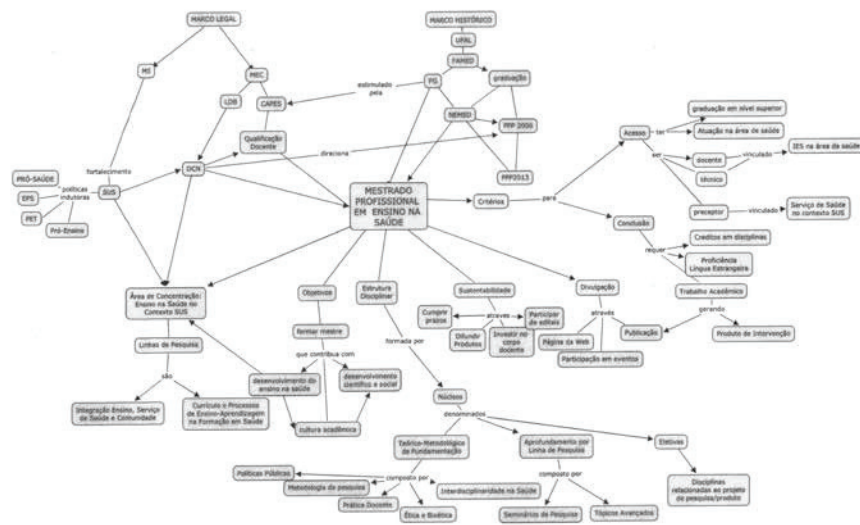 MARCO LEGAL
MARCO HISTÓRICO
UFAL
FAMED
MS
MEC
PG
graduação
estimulado
pela
LDB
CAPES
NEMED
PPP 2006
Qualificação
Docente
direciona
PPP2013
fortalecimento
DCN
PRÓ-SAÚDE
EPS
PET
Pró-Ensino
políticas
indutoras
SUS
MESTRADO
PROFISSIONAL
EM ENSINO NA
SAÚDE
Critérios
para
Acesso
ter
graduação em nível superior
Atuação na área de saúde
ser
docente
técnico
vinculado
IES na área da saúde
preceptor
vinculado
Serviço de Saúde
no contexto SUS
Conclusão
requer
Creditos em disciplinas
Proficiência
Língua Estrangeira
Trabalho Acadêmico
gerando
Publicação
Produto de Intervenção
Área de Concentração:
Ensino na Saúde no
Contexto SUS
Linhas de Pesquisa
são
Integração Ensino, Serviço
de Saúde e Comunidade
Currículo e Processos
de Ensino-Aprendizagem
na Formação em Saúde
Objetivos
formar mestre
que contribua com
desenvolvimento do
ensino na saúde
desenvolvimento
científico e social
cultura acadêmica
Estrutura
Disciplinar
formada por
Sustentabilidade
através
Cumprir
prazos
Participar
de editais
Difundir
Produtos
Investir no
corpo
docente
Divulgação
através
Página da Web
Participação em eventos
Núcleos
denominados
Teórico-Metodológico
de Fundamentação
Aprofundamento por
Linha de Pesquisa
Eletivas
composto por
Políticas Públicas
Metodologia da pesquisa
Prática Docente
Ética e Bioética
Interdisciplinaridade na Saúde
composto por
Seminários de Pesquisa
Tópicos Avançados
Disciplinas
relacionadas ao projeto
de pesquisa/produto